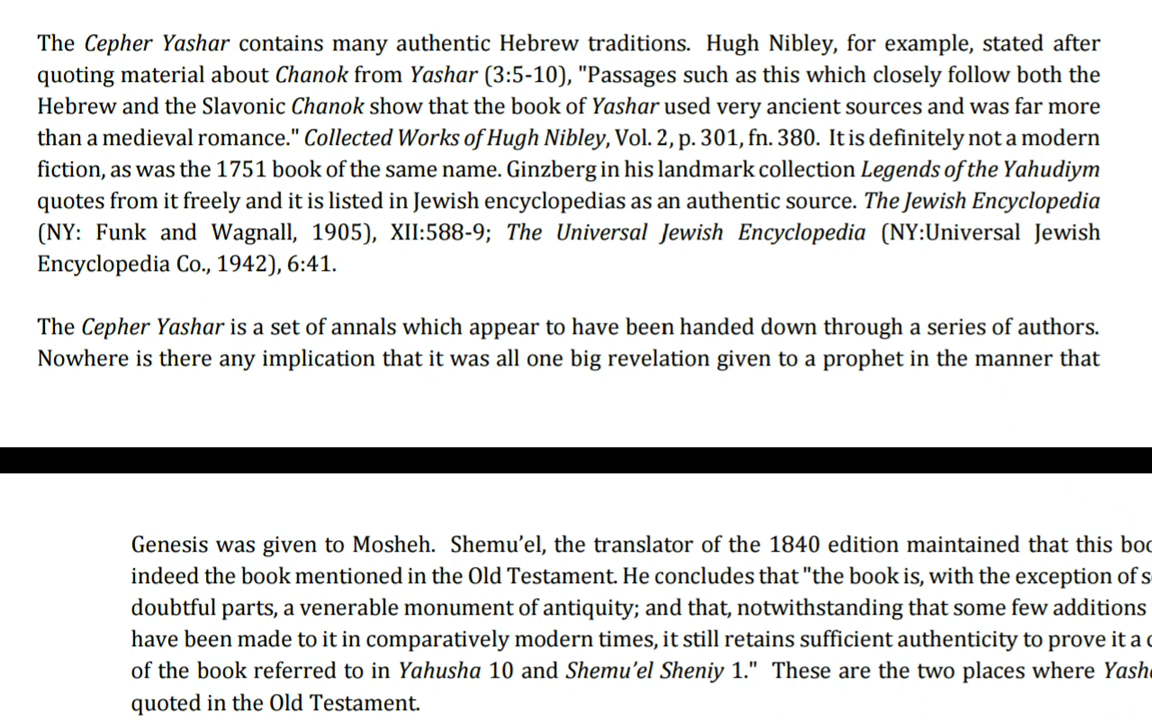 The Cepher Yashar contains many authentic Hebrew traditions. Hugh Nibley, for example, stated after
quoting material about Chanok from Yashar (3:5-10), "Passages such as this which closely follow both the
Hebrew and the Slavonic Chanok show that the book of Yashar used very ancient sources and was far more
than a medieval romance." Collected Works of Hugh Nibley, Vol. 2, p. 301, fn. 380. It is definitely not a modern
fiction, as was the 1751 book of the same name. Ginzberg in his landmark collection Legends of the Yahudiym
quotes from it freely and it is listed in Jewish encyclopedias as an authentic source. The Jewish Encyclopedia
(NY: Funk and Wagnall, 1905), XII:588-9; The Universal Jewish Encyclopedia (NY:Universal Jewish
Encyclopedia Co., 1942), 6:41.
The Cepher Yashar is a set of annals which appear to have been handed down through a series of authors.
Nowhere is there any implication that it was all one big revelation given to a prophet in the manner that
Genesis was given to Mosheh. Shemu'el, the translator of the 1840 edition maintained that this
indeed the book mentioned in the Old Testament. He concludes that "the book is, with the exception of
doubtful parts, a venerable monument of antiquity; and that, notwithstanding that some few additions
have been made to it in comparatively modern times, it still retains sufficient authenticity to prove it a
of the book referred to in Yahusha 10 and Shemu'el Sheniy 1." These are the two places where
quoted in the Old Testament.